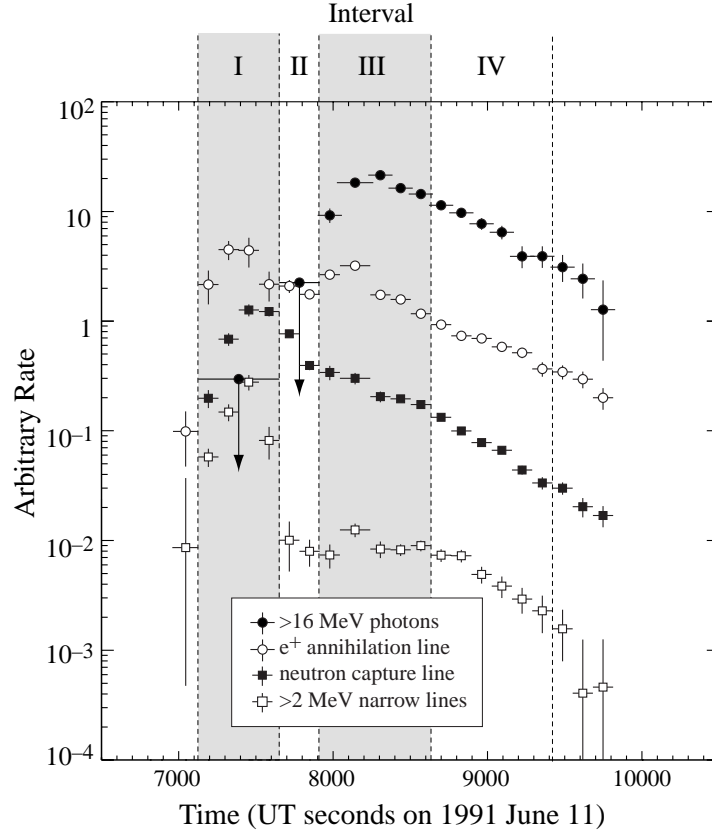 Interval
I II III IV
10²
10
1
10⁻¹
10⁻²
10⁻³
10⁻⁴
Arbitrary Rate
>16 MeV photons
e⁺ annihilation line
neutron capture line
>2 MeV narrow lines
7000 8000 9000 10000
Time (UT seconds on 1991 June 11)